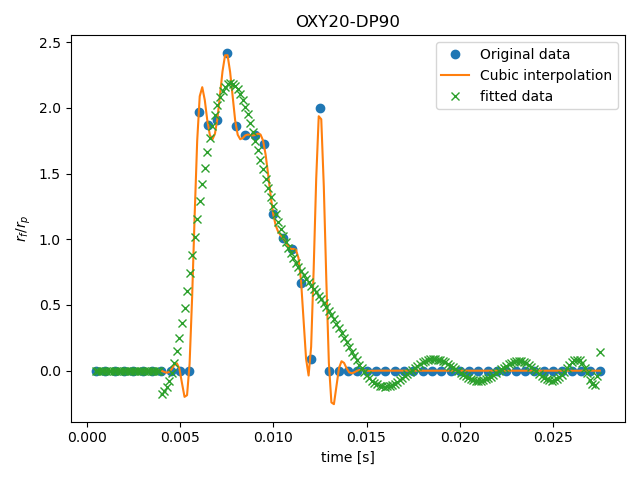 OXY20-DP90
2.5
2.0
1.5
1.0
0.5
0.0
r_f/r_p
Original data
Cubic interpolation
fitted data
0.000
0.005
0.010
0.015
0.020
0.025
time [s]